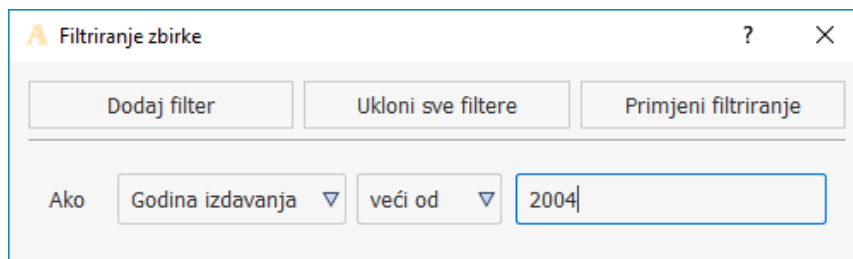 A Filtriranje zbirke ?
Dodaj filter Ukloni sve filtere Primjeni filtriranje
Ako Godina izdavanja veći od 2004